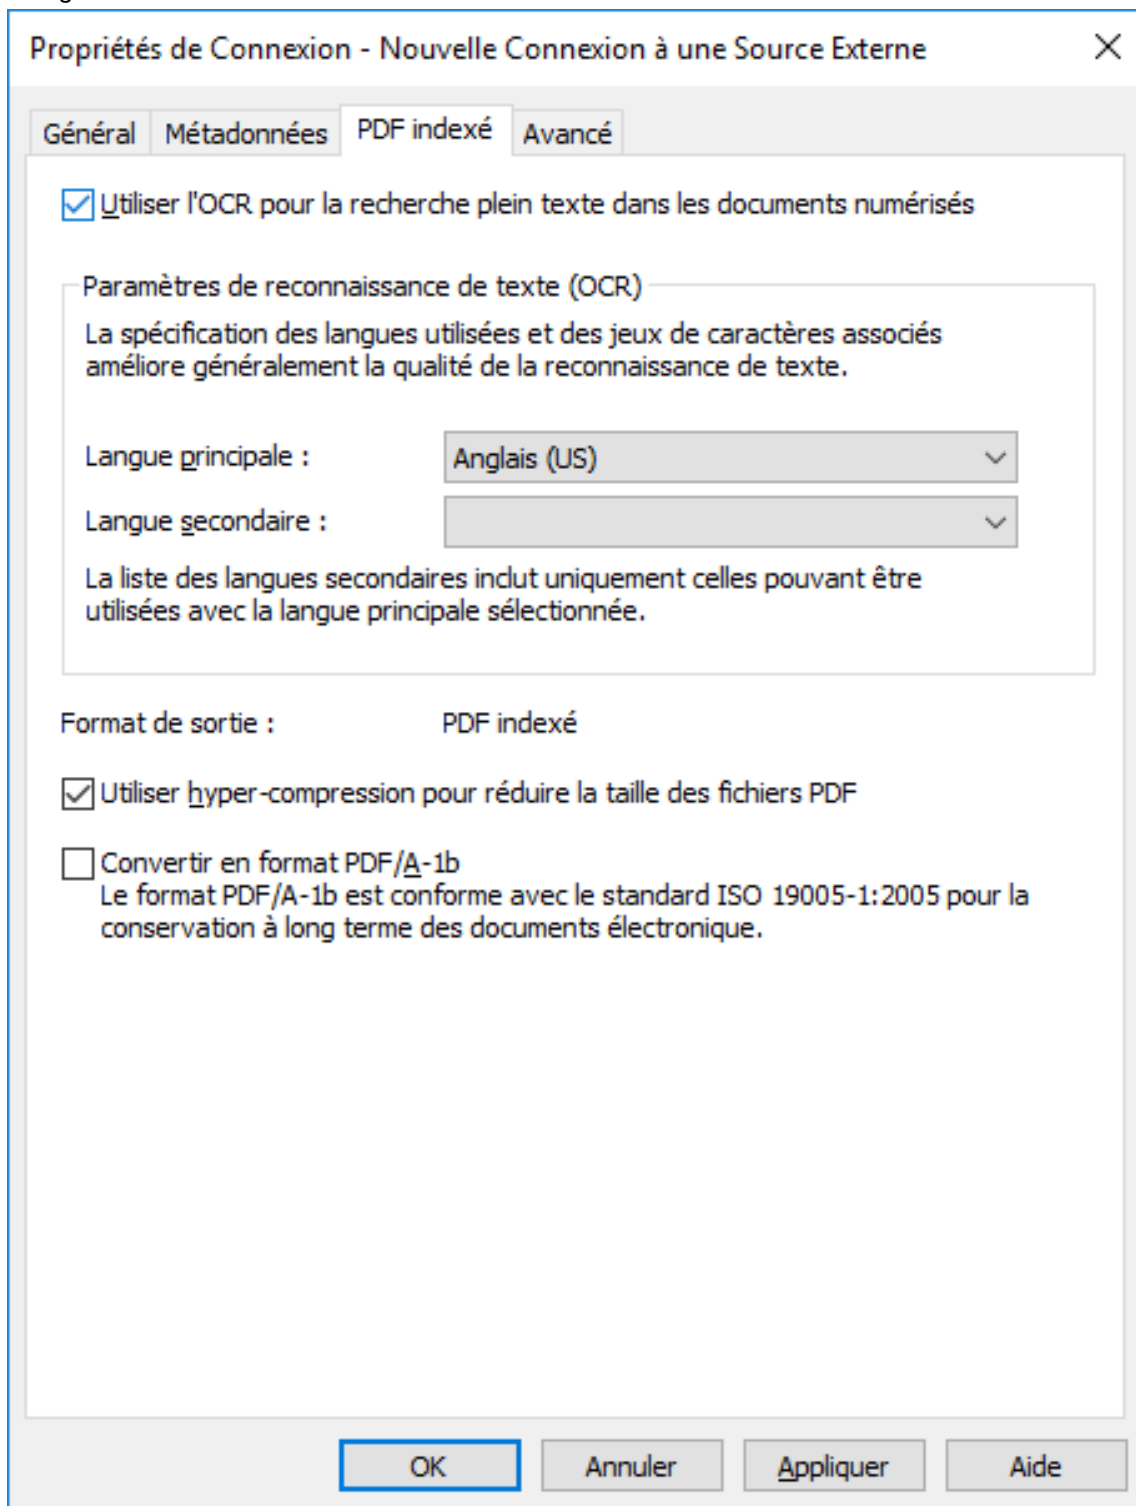 Propriétés de Connexion - Nouvelle Connexion à une Source Externe
Général Métadonnées PDF indexé Avancé
Utiliser l'OCR pour la recherche plein texte dans les documents numérisés
Paramètres de reconnaissance de texte (OCR)
La spécification des langues utilisées et des jeux de caractères associés
améliore généralement la qualité de la reconnaissance de texte.
Langue principale : Anglais (US)
Langue secondaire :
La liste des langues secondaires inclut uniquement celles pouvant être
utilisées avec la langue principale sélectionnée.
Format de sortie : PDF indexé
Utiliser hyper-compression pour réduire la taille des fichiers PDF
Convertir en format PDF/A-1b
Le format PDF/A-1b est conforme avec le standard ISO 19005-1:2005 pour la
conservation à long terme des documents électronique.
OK Annuler Appliquer Aide